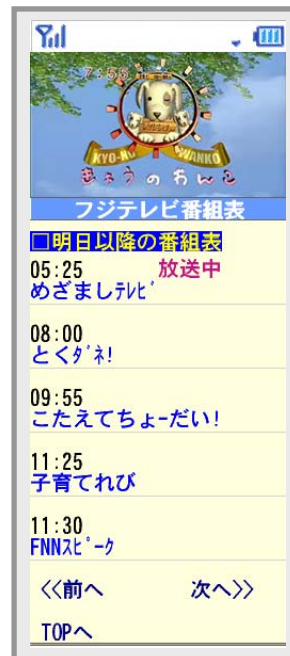 7:58
KYO-NO WANKO
きょうのわんこ
フジテレビ番組表
□明日以降の番組表
05:25 放送中
めざましﾃﾚﾋﾞ
08:00
とくﾀﾞﾈ!
09:55
こたえてちょーだい!
11:25
子育てれび
11:30
FNNｽﾋﾟｰｸ
<<前へ 次へ>>
TOPへ